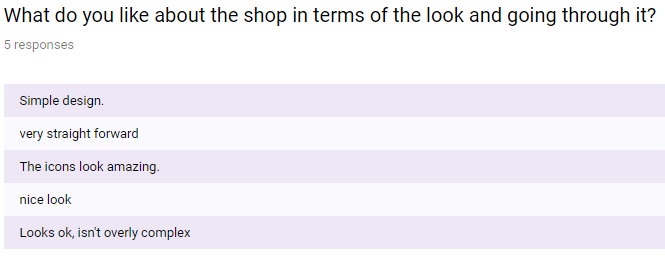 What do you like about the shop in terms of the look and going through it?
5 responses
Simple design.
very straight forward
The icons look amazing.
nice look
Looks ok, isn't overly complex